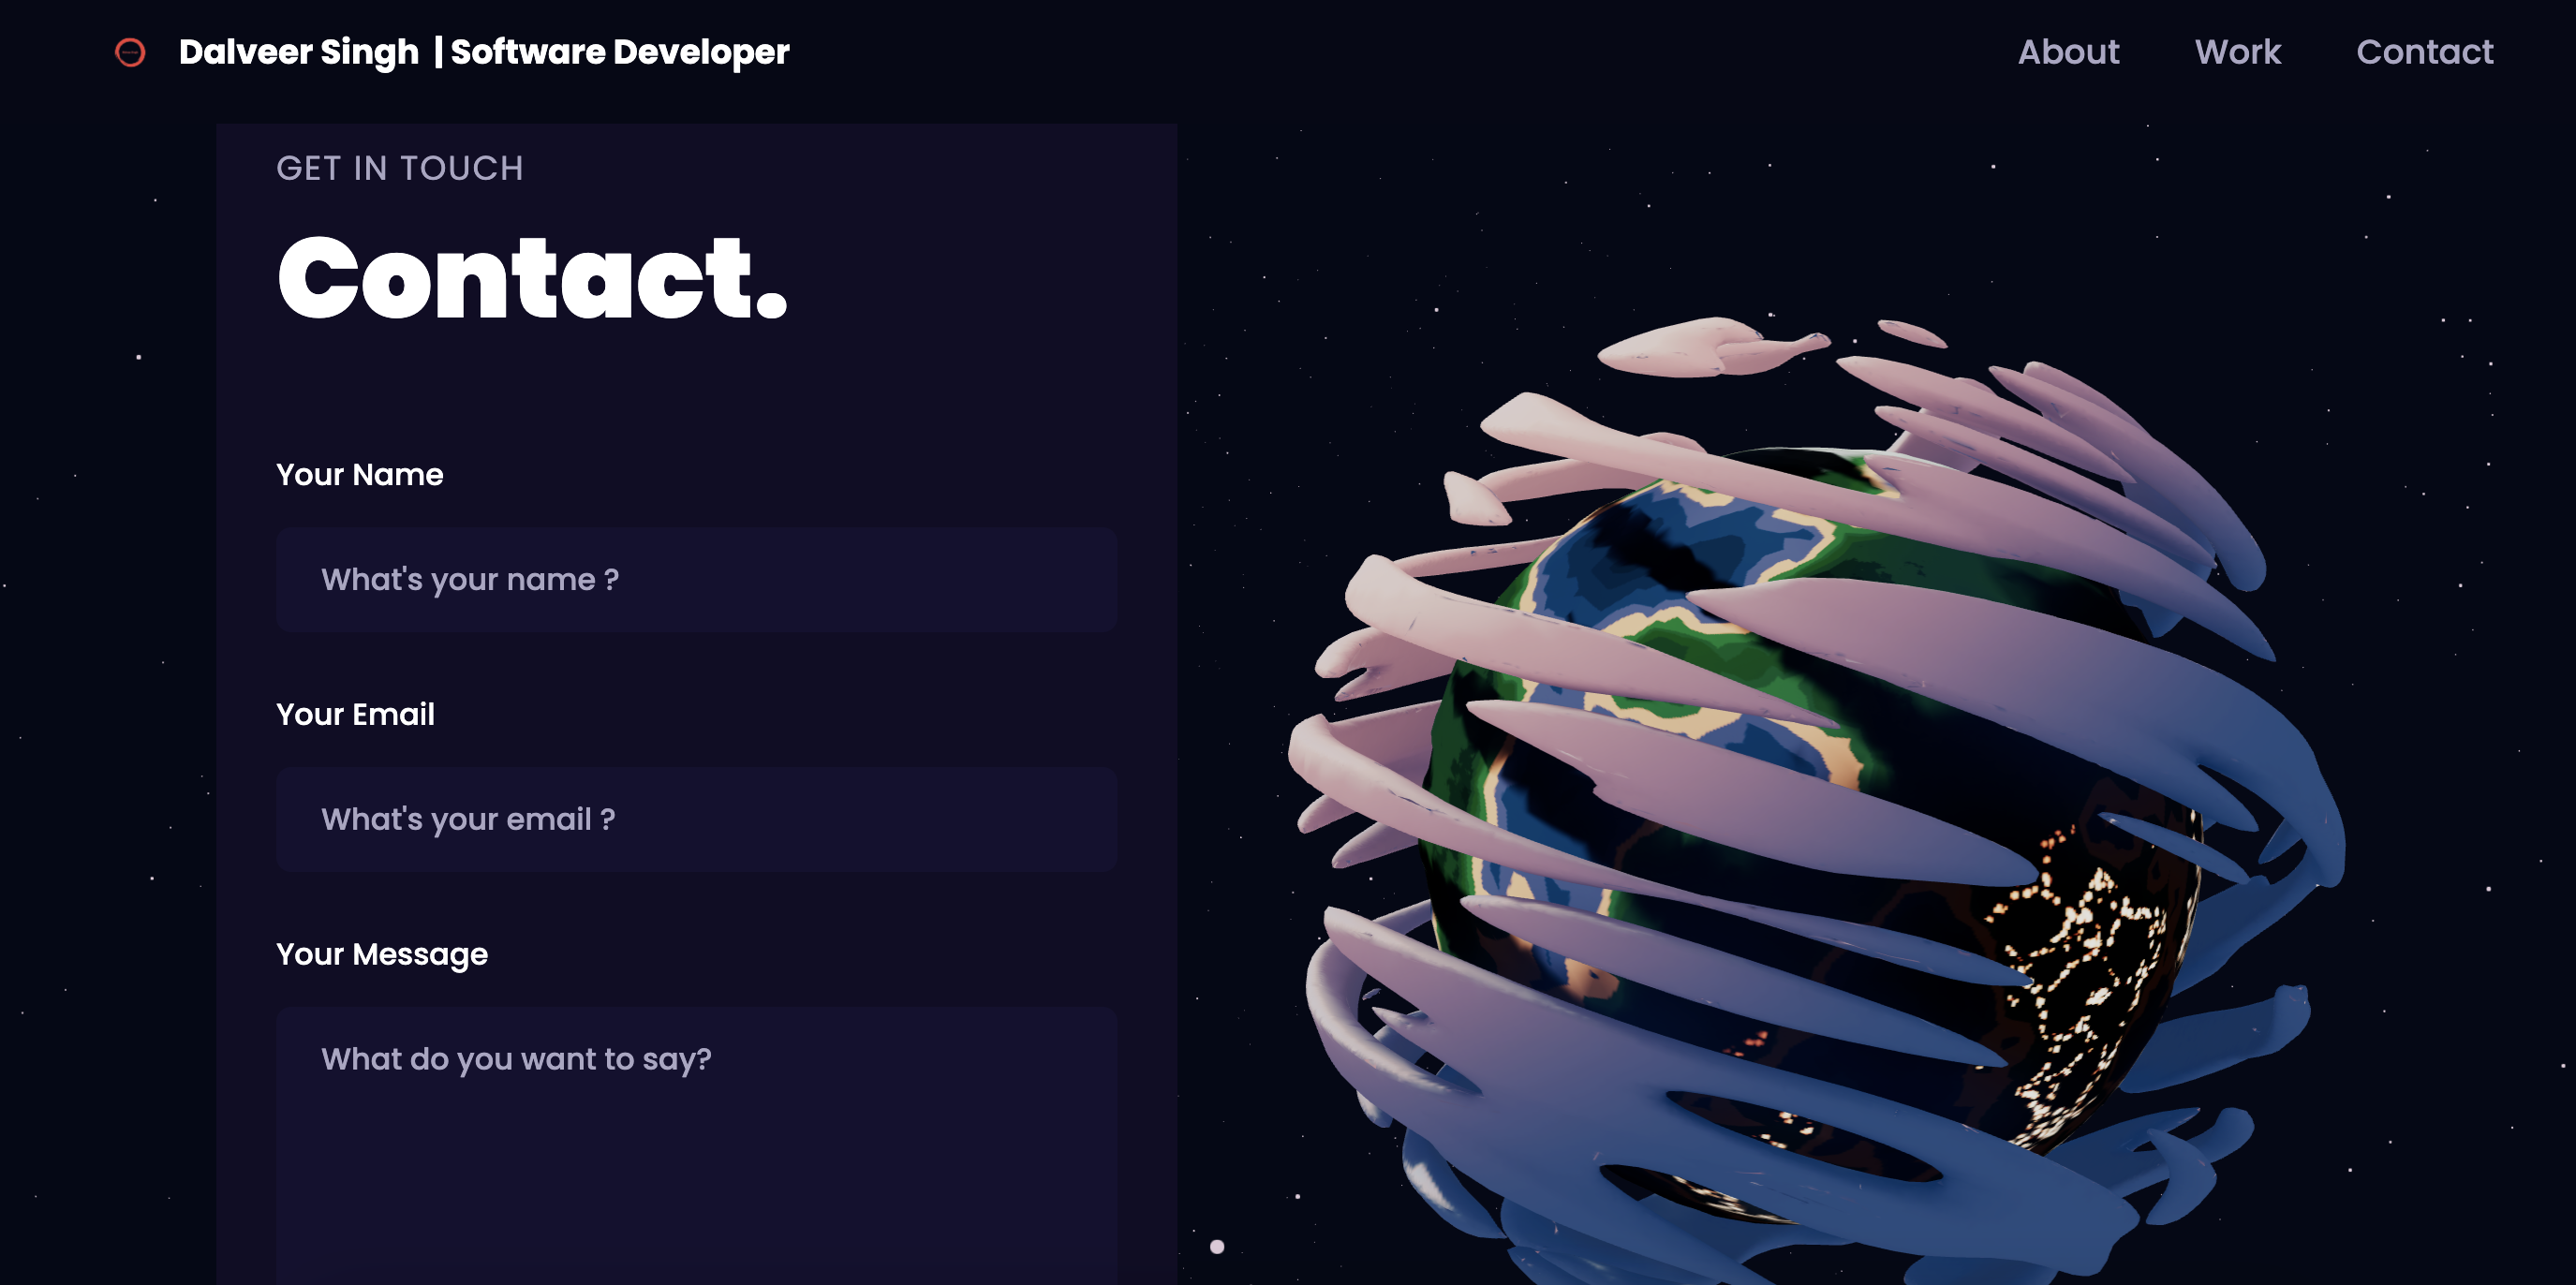 Dalveer Singh | Software Developer
About
Work
Contact
GET IN TOUCH
Contact.
Your Name
What's your name ?
Your Email
What's your email ?
Your Message
What do you want to say?